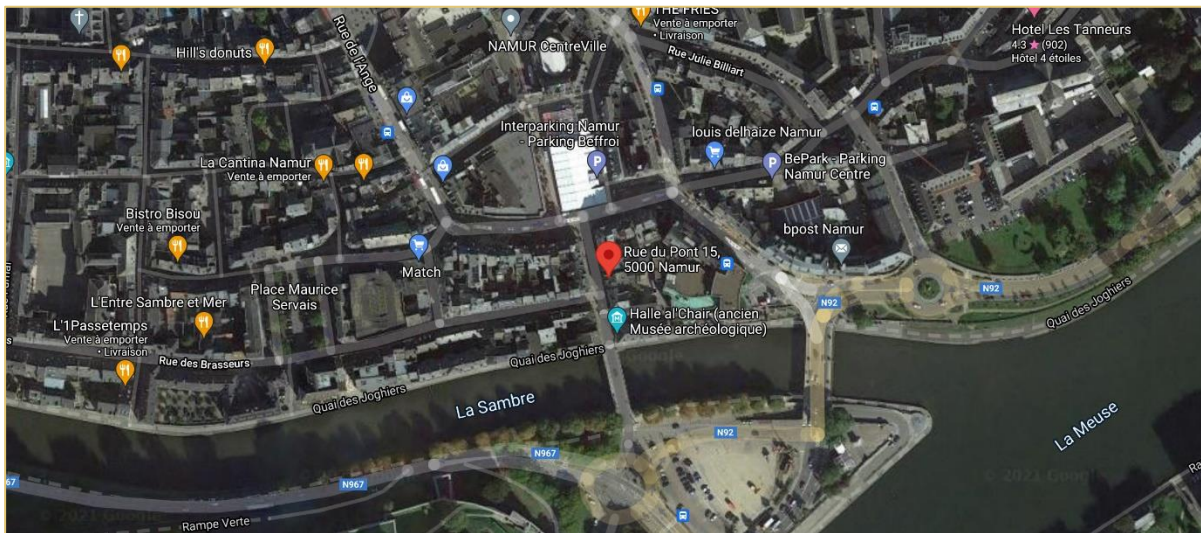 THE FRIES
Vente à emporter
• Livraison
Hotel Les Tanneurs
4.3 ★ (902)
Hôtel 4 étoiles
Hill's donuts
Rue de l'Ange
NAMUR CentreVille
Rue Julie Billiart
Interparking Namur
- Parking Beffroi
louis delhaize Namur
La Cantina Namur
Vente à emporter
BePark - Parking
Namur Centre
Bistro Bisou
Vente à emporter
bpost Namur
Match
Rue du Pont 15,
5000 Namur
Place Maurice
Servais
N92
N92
L'Entre Sambre et Mer
Quai des Joghiers
L'1Passetemps
Vente à emporter
• Livraison
Halle al'Chair (ancien
Musée archéologique)
Rue des Brasseurs
Quai des Joghiers
Quai des Joghiers
La Sambre
La Meuse
N92
N967
N967
Rampe Verte
© 2021 Google